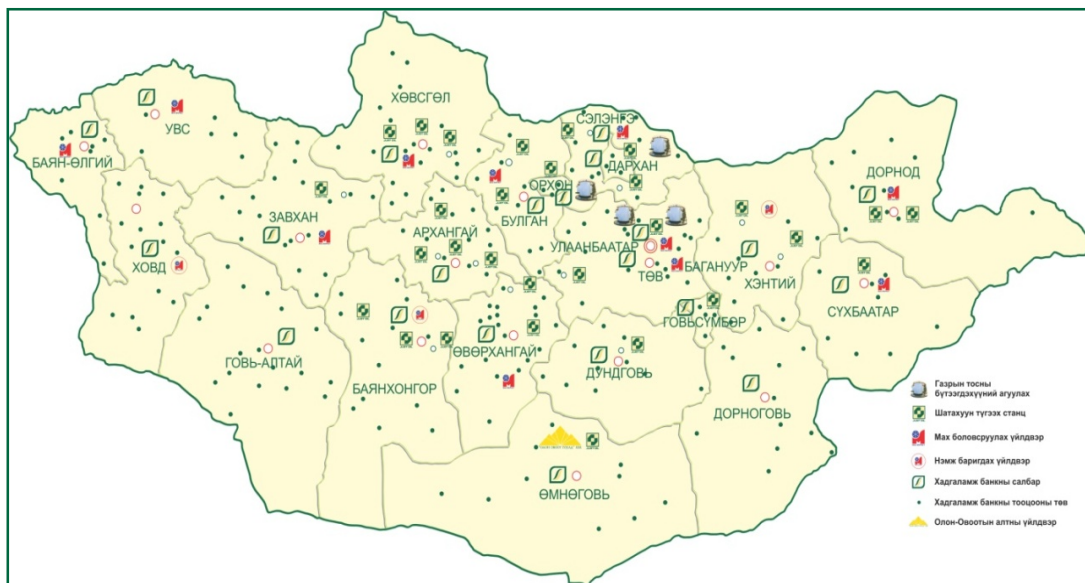 ХӨВСГӨЛ
УВС
СЭЛЭНГЭ
БАЯН-ӨЛГИЙ
ДАРХАН
ДОРНОД
ОРХОН
ЗАВХАН
БУЛГАН
АРХАНГАЙ
УЛААНБААТАР
ХОВД
БАГАНУУР
ТӨВ
ХЭНТИЙ
СҮХБААТАР
ГОВЬСҮМБЭР
ӨВӨРХАНГАЙ
ГОВЬ-АЛТАЙ
ДУНДГОВЬ
БАЯНХОНГОР
ДОРНОГОВЬ
ӨМНӨГОВЬ
Газрын тосны
бүтээгдэхүүний агуулах
Шатахуун түгээх станц
Мах боловсруулах үйлдвэр
Нэмж баригдах үйлдвэр
Хадгаламж банкны салбар
Хадгаламж банкны тооцооны төв
Олон-Овоотын алтны үйлдвэр